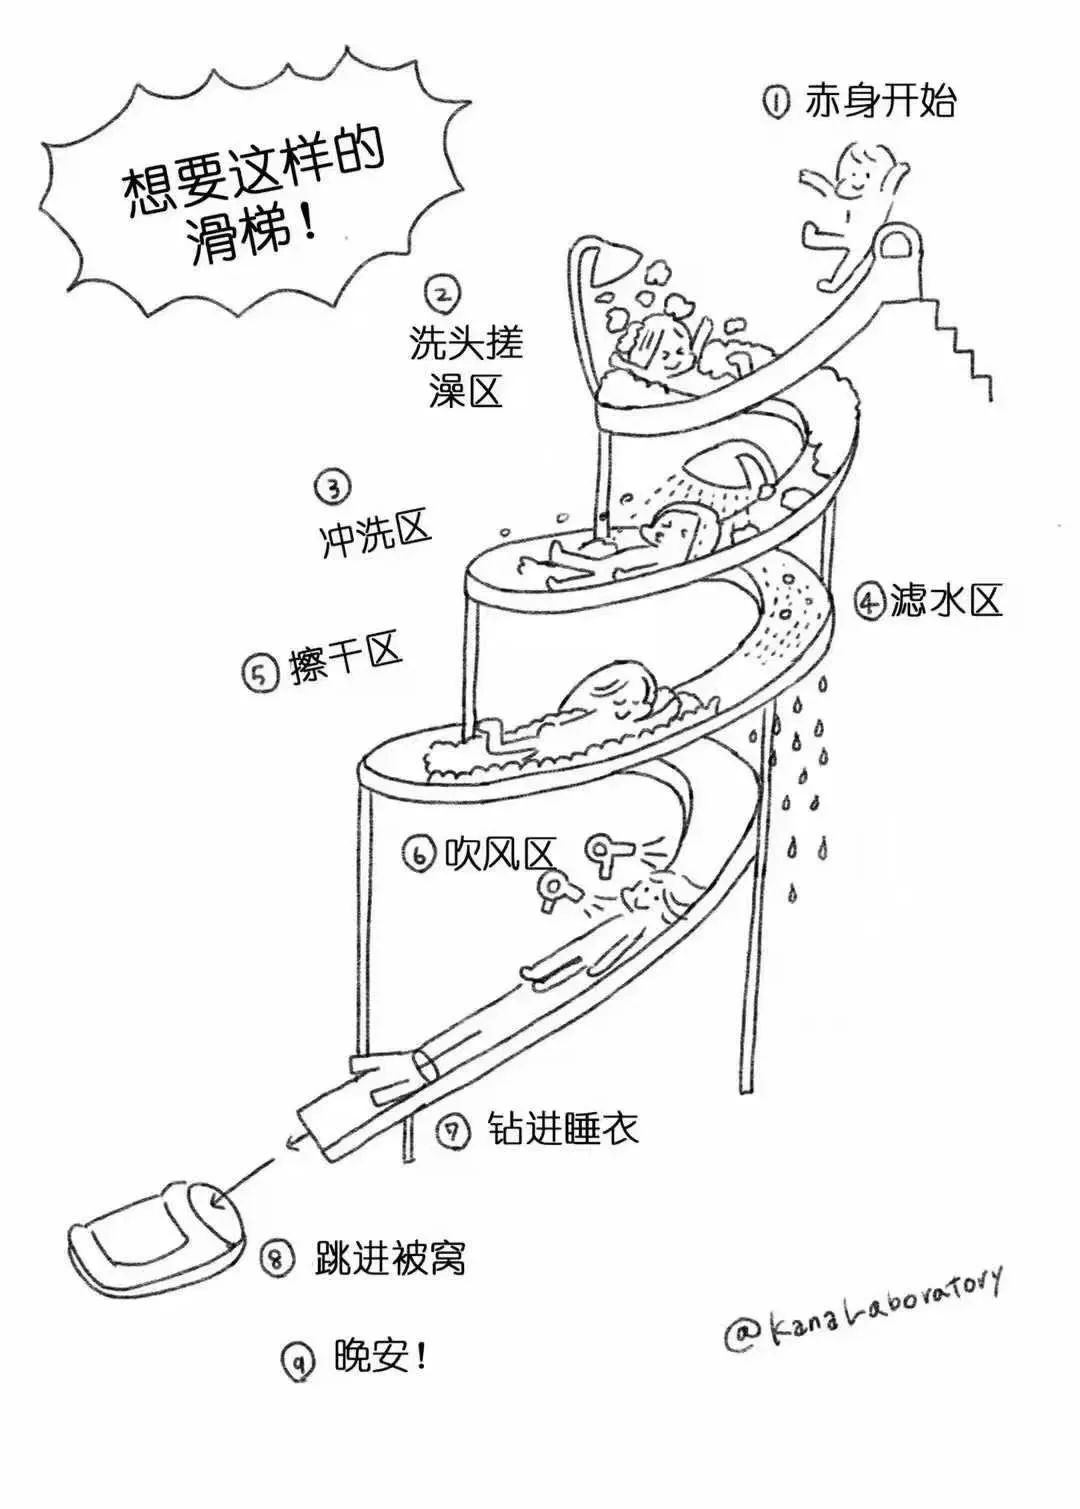 想要这样的
滑梯！
① 赤身开始
②
洗头搓
澡区
③
冲洗区
④滤水区
⑤擦干区
⑥吹风区
⑦ 钻进睡衣
⑧ 跳进被窝
⑨ 晚安！
@kanaLaboratory